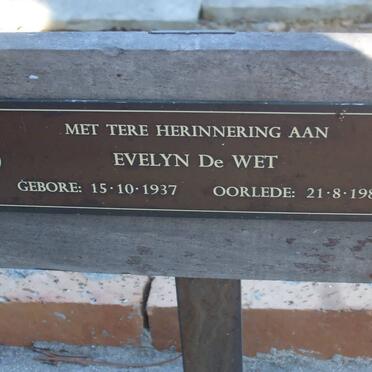 MET TERE HERINNERING AAN
EVELYN De WET
GEBORE: 15·10·1937 OORLEDE: 21·8·198